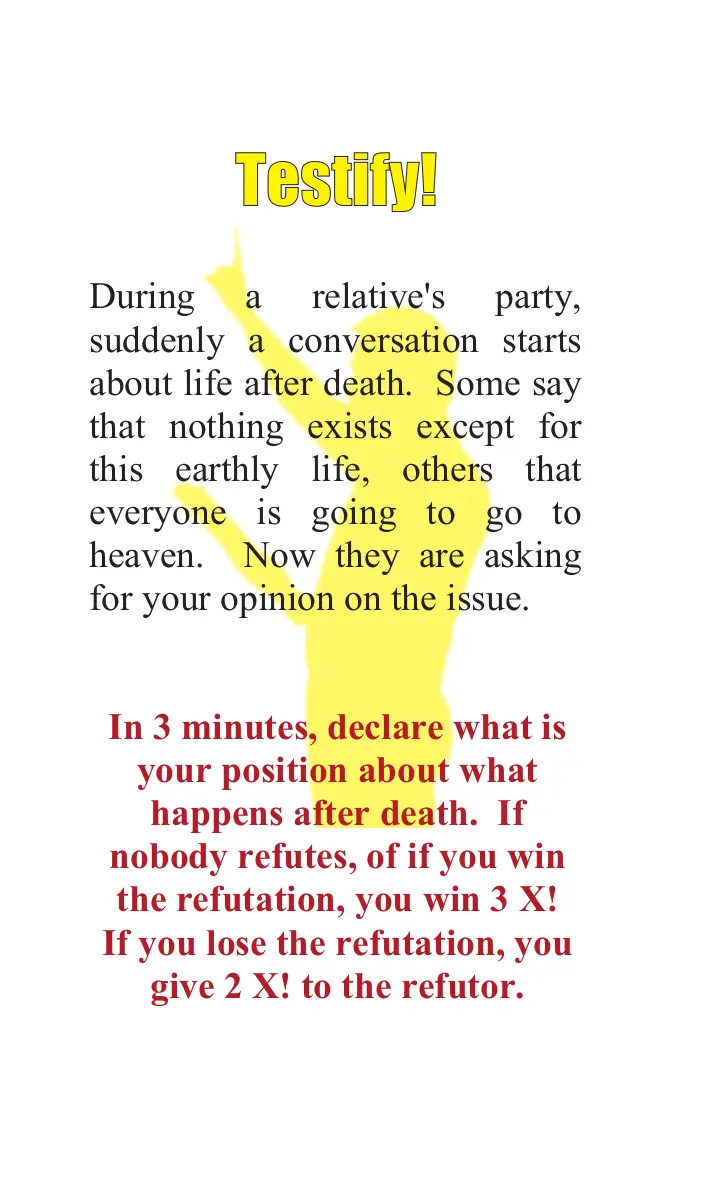 Testify!
During a relative's party,
suddenly a conversation starts
about life after death.  Some say
that nothing exists except for
this earthly life, others that
everyone is going to go to
heaven.  Now they are asking
for your opinion on the issue.
In 3 minutes, declare what is
your position about what
happens after death.  If
nobody refutes, of if you win
the refutation, you win 3 X!
If you lose the refutation, you
give 2 X! to the refutor.